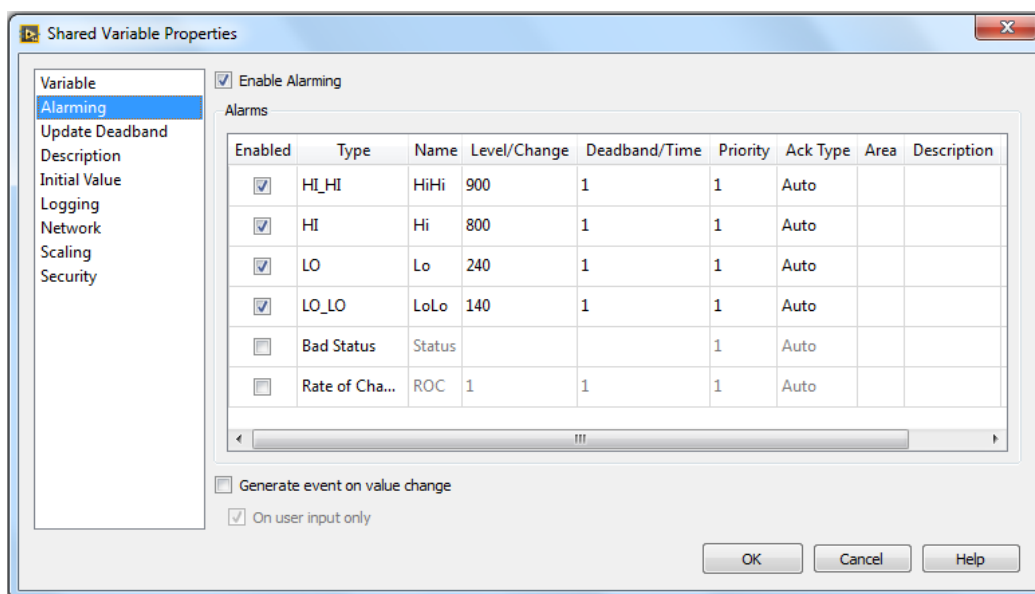 Shared Variable Properties
Variable
Alarming
Update Deadband
Description
Initial Value
Logging
Network
Scaling
Security
Enable Alarming
Alarms
Enabled Type Name Level/Change Deadband/Time Priority Ack Type Area Description
HI_HI HiHi 900 1 1 Auto
HI Hi 800 1 1 Auto
LO Lo 240 1 1 Auto
LO_LO LoLo 140 1 1 Auto
Bad Status Status 1 Auto
Rate of Cha... ROC 1 1 1 Auto
Generate event on value change
On user input only
OK Cancel Help